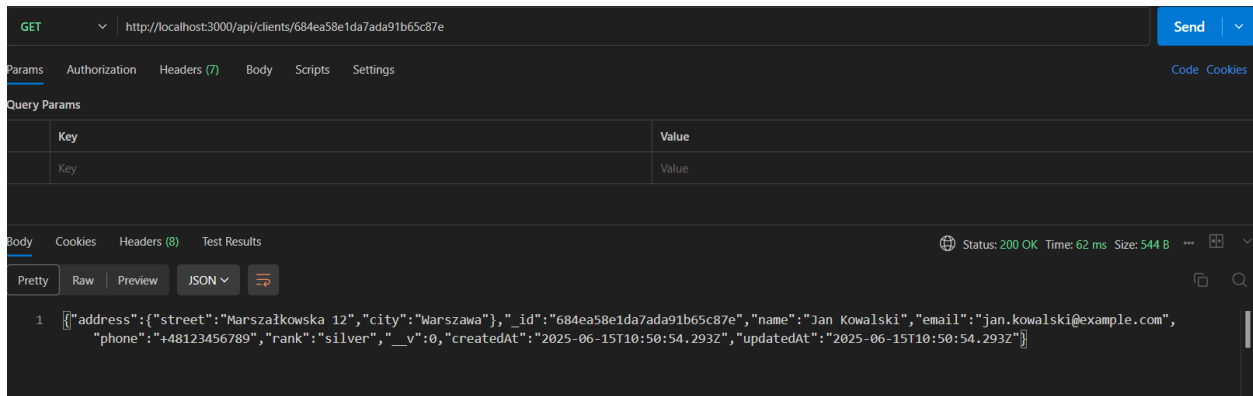 GET http://localhost:3000/api/clients/684ea58e1da7ada91b65c87e Send
Params Authorization Headers (7) Body Scripts Settings Code Cookies
Query Params
Key Value
Key Value
Body Cookies Headers (8) Test Results Status: 200 OK Time: 62 ms Size: 544 B
Pretty Raw Preview JSON
1 {"address":{"street":"Marszałkowska 12","city":"Warszawa"},"_id":"684ea58e1da7ada91b65c87e","name":"Jan Kowalski","email":"jan.kowalski@example.com",
"phone":"+48123456789","rank":"silver","__v":0,"createdAt":"2025-06-15T10:50:54.293Z","updatedAt":"2025-06-15T10:50:54.293Z"}